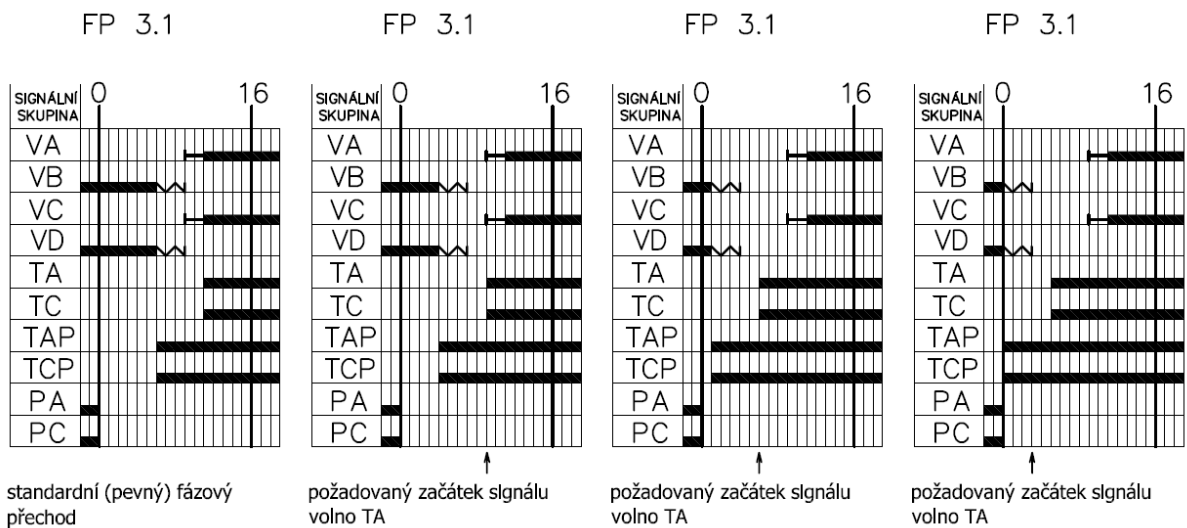 FP 3.1
SIGNÁLNÍ 0 16
SKUPINA
VA
VB
VC
VD
TA
TC
TAP
TCP
PA
PC
standardní (pevný) fázový
přechod
FP 3.1
SIGNÁLNÍ 0 16
SKUPINA
VA
VB
VC
VD
TA
TC
TAP
TCP
PA
PC
požadovaný začátek signálu
volno TA
FP 3.1
SIGNÁLNÍ 0 16
SKUPINA
VA
VB
VC
VD
TA
TC
TAP
TCP
PA
PC
požadovaný začátek signálu
volno TA
FP 3.1
SIGNÁLNÍ 0 16
SKUPINA
VA
VB
VC
VD
TA
TC
TAP
TCP
PA
PC
požadovaný začátek signálu
volno TA